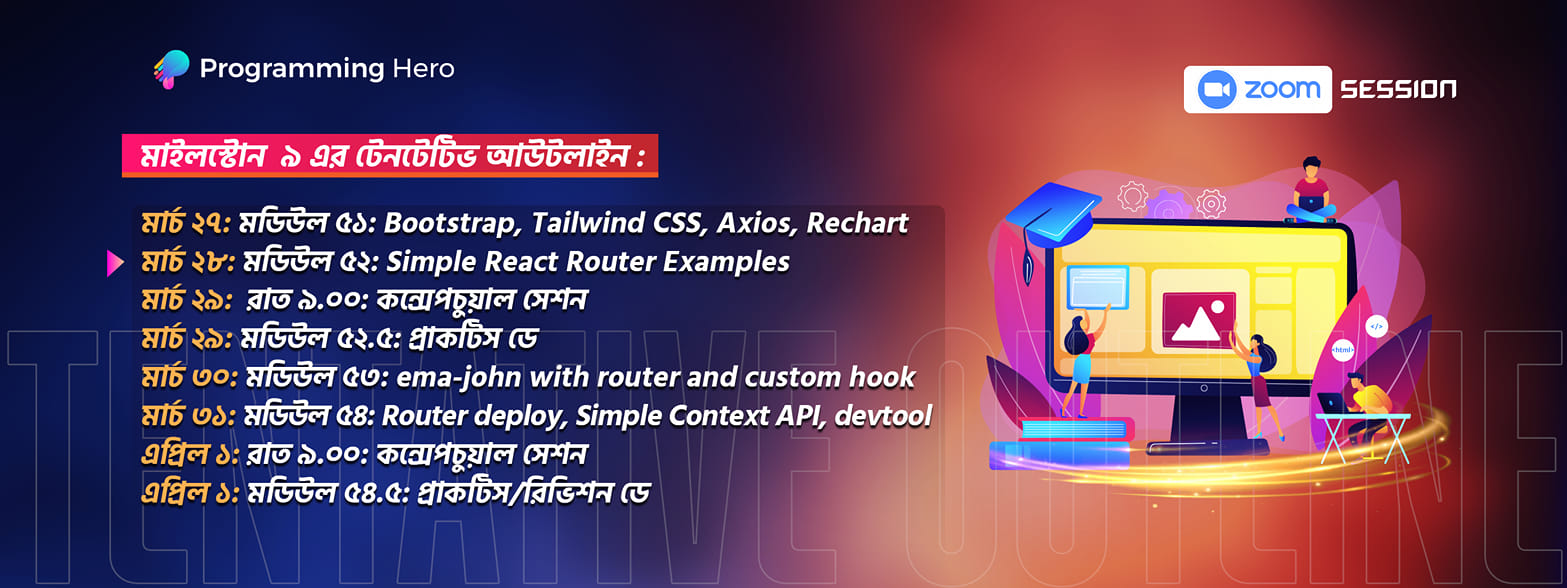 Programming Hero
zoom SESSION
মাইলস্টোন ৯ এর টেনটেটিভ আউটলাইন :
মার্চ ২৭: মডিউল ৫১: Bootstrap, Tailwind CSS, Axios, Rechart
মার্চ ২৮: মডিউল ৫২: Simple React Router Examples
মার্চ ২৯: রাত ৯.০০: কন্সেপচুয়াল সেশন
মার্চ ২৯: মডিউল ৫২.৫: প্রাকটিস ডে
মার্চ ৩০: মডিউল ৫৩: ema-john with router and custom hook
মার্চ ৩১: মডিউল ৫৪: Router deploy, Simple Context API, devtool
এপ্রিল ১: রাত ৯.০০: কন্সেপচুয়াল সেশন
এপ্রিল ১: মডিউল ৫৪.৫: প্রাকটিস/রিভিশন ডে
TENTATIVE OUTLINE
</>
<html>